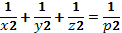 1/x2 + 1/y2 + 1/z2 = 1/p2